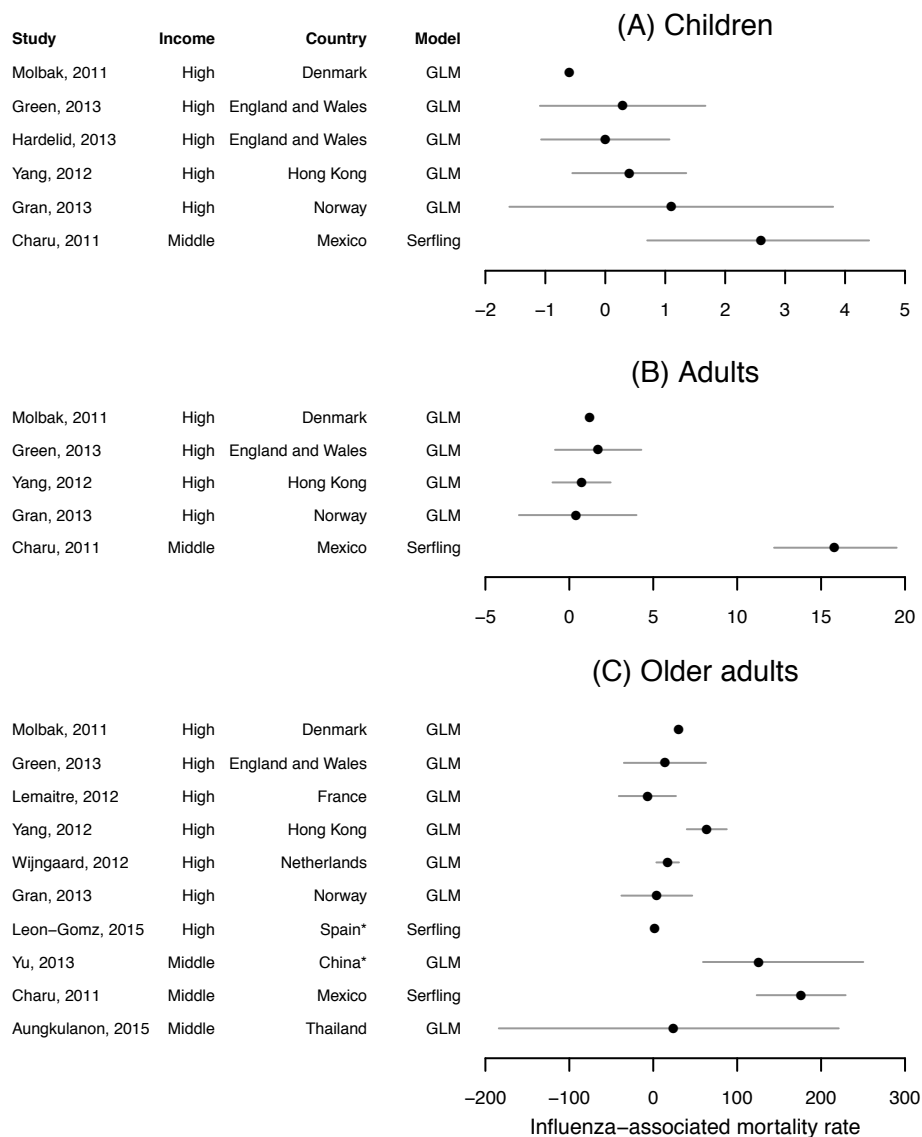 (A) Children
Study Income Country Model
Molbak, 2011 High Denmark GLM
Green, 2013 High England and Wales GLM
Hardelid, 2013 High England and Wales GLM
Yang, 2012 High Hong Kong GLM
Gran, 2013 High Norway GLM
Charu, 2011 Middle Mexico Serfling
−2 −1 0 1 2 3 4 5
(B) Adults
Molbak, 2011 High Denmark GLM
Green, 2013 High England and Wales GLM
Yang, 2012 High Hong Kong GLM
Gran, 2013 High Norway GLM
Charu, 2011 Middle Mexico Serfling
−5 0 5 10 15 20
(C) Older adults
Molbak, 2011 High Denmark GLM
Green, 2013 High England and Wales GLM
Lemaitre, 2012 High France GLM
Yang, 2012 High Hong Kong GLM
Wijngaard, 2012 High Netherlands GLM
Gran, 2013 High Norway GLM
Leon−Gomz, 2015 High Spain* Serfling
Yu, 2013 Middle China* GLM
Charu, 2011 Middle Mexico Serfling
Aungkulanon, 2015 Middle Thailand GLM
−200 −100 0 100 200 300
Influenza−associated mortality rate